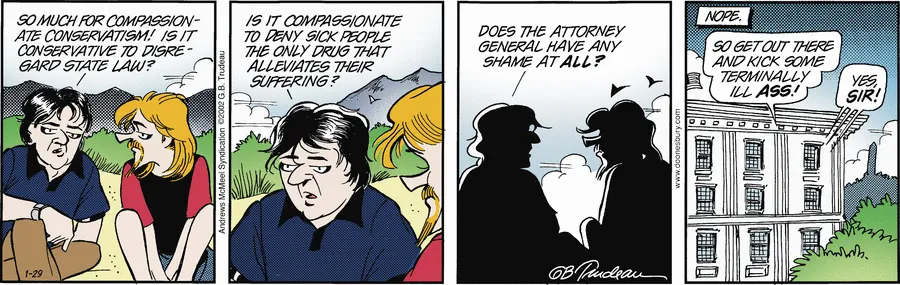 SO MUCH FOR COMPASSION-
ATE CONSERVATISM! IS IT
CONSERVATIVE TO DISRE-
GARD STATE LAW?
1-29
Andrews McMeel Syndication ©2002 G.B. Trudeau
IS IT COMPASSIONATE
TO DENY SICK PEOPLE
THE ONLY DRUG THAT
ALLEVIATES THEIR
SUFFERING?
DOES THE ATTORNEY
GENERAL HAVE ANY
SHAME AT ALL?
GB Trudeau
www.doonesbury.com
NOPE.
SO GET OUT THERE
AND KICK SOME
TERMINALLY
ILL ASS!
YES,
SIR!